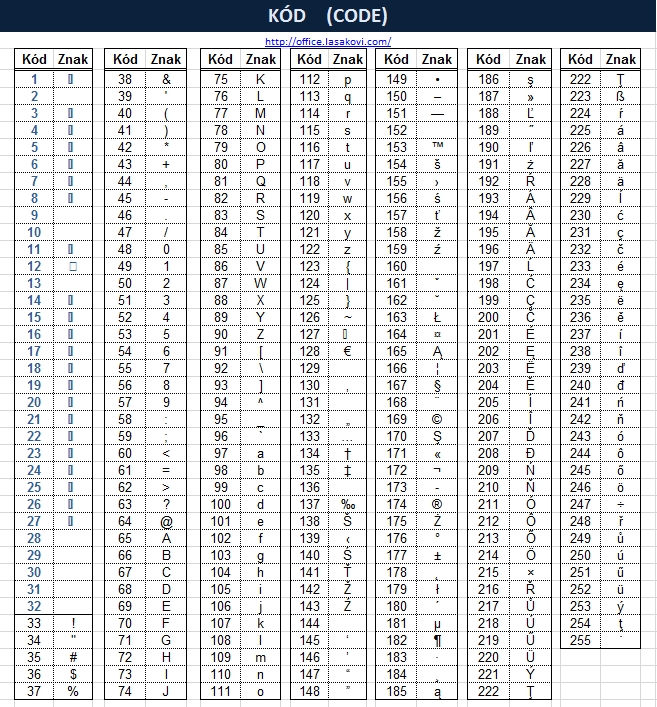 KÓD (CODE)
http://office.lasakovi.com/
Kód Znak Kód Znak Kód Znak Kód Znak Kód Znak Kód Znak Kód Znak
1 38 & 75 K 112 p 149 • 186 ş 222 Ţ
2 39 ' 76 L 113 q 150 – 187 » 223 ß
3 40 ( 77 M 114 r 151 — 188 Ľ 224 ŕ
4 41 ) 78 N 115 s 152 189 ˝ 225 á
5 42 * 79 O 116 t 153 ™ 190 ľ 226 â
6 43 + 80 P 117 u 154 š 191 ż 227 ă
7 44 , 81 Q 118 v 155 › 192 Ŕ 228 ä
8 45 - 82 R 119 w 156 ś 193 Á 229 ĺ
9 46 . 83 S 120 x 157 ť 194 Â 230 ć
10 47 / 84 T 121 y 158 ž 195 Ă 231 ç
11 48 0 85 U 122 z 159 ź 196 Ä 232 č
12 49 1 86 V 123 { 160 197 Ĺ 233 é
13 50 2 87 W 124 | 161 ˇ 198 Ć 234 ę
14 51 3 88 X 125 } 162 ˘ 199 Ç 235 ë
15 52 4 89 Y 126 ~ 163 Ł 200 Č 236 ě
16 53 5 90 Z 127 164 ¤ 201 É 237 í
17 54 6 91 [ 128 € 165 Ą 202 Ę 238 î
18 55 7 92 \ 129 166 ¦ 203 Ë 239 ď
19 56 8 93 ] 130 ‚ 167 § 204 Ě 240 đ
20 57 9 94 ^ 131 168 ¨ 205 Í 241 ń
21 58 : 95 _ 132 „ 169 © 206 Î 242 ň
22 59 ; 96 ` 133 … 170 Ş 207 Ď 243 ó
23 60 < 97 a 134 † 171 « 208 Đ 244 ô
24 61 = 98 b 135 ‡ 172 ¬ 209 Ń 245 ő
25 62 > 99 c 136 173 - 210 Ň 246 ö
26 63 ? 100 d 137 ‰ 174 ® 211 Ó 247 ÷
27 64 @ 101 e 138 Š 175 Ż 212 Ô 248 ř
28 65 A 102 f 139 ‹ 176 ° 213 Ő 249 ů
29 66 B 103 g 140 Ś 177 ± 214 Ö 250 ú
30 67 C 104 h 141 Ť 178 ˛ 215 × 251 ű
31 68 D 105 i 142 Ž 179 ł 216 Ř 252 ü
32 69 E 106 j 143 Ź 180 ´ 217 Ů 253 ý
33 ! 70 F 107 k 144 181 µ 218 Ú 254 ţ
34 " 71 G 108 l 145 ‘ 182 ¶ 219 Ű 255 ˙
35 # 72 H 109 m 146 ’ 183 · 220 Ü
36 $ 73 I 110 n 147 “ 184 ¸ 221 Ý
37 % 74 J 111 o 148 ” 185 ą 222 Ţ